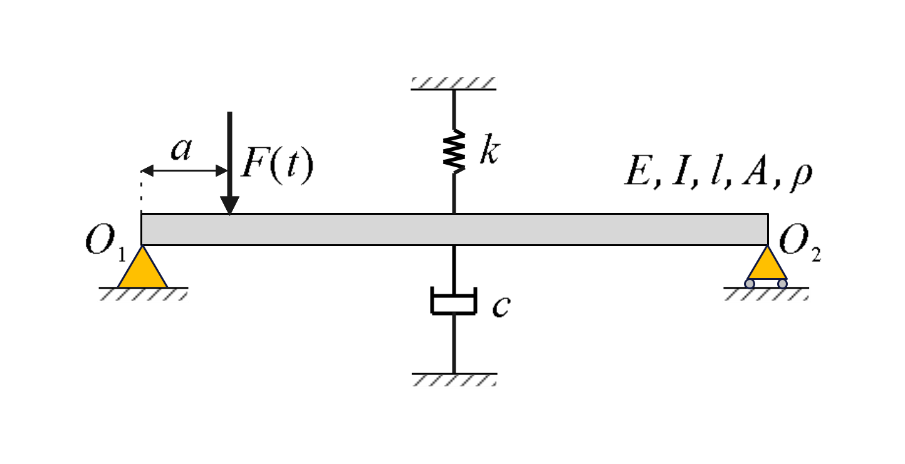 a
F(t)
k
E, I, l, A, ρ
O₁
O₂
c